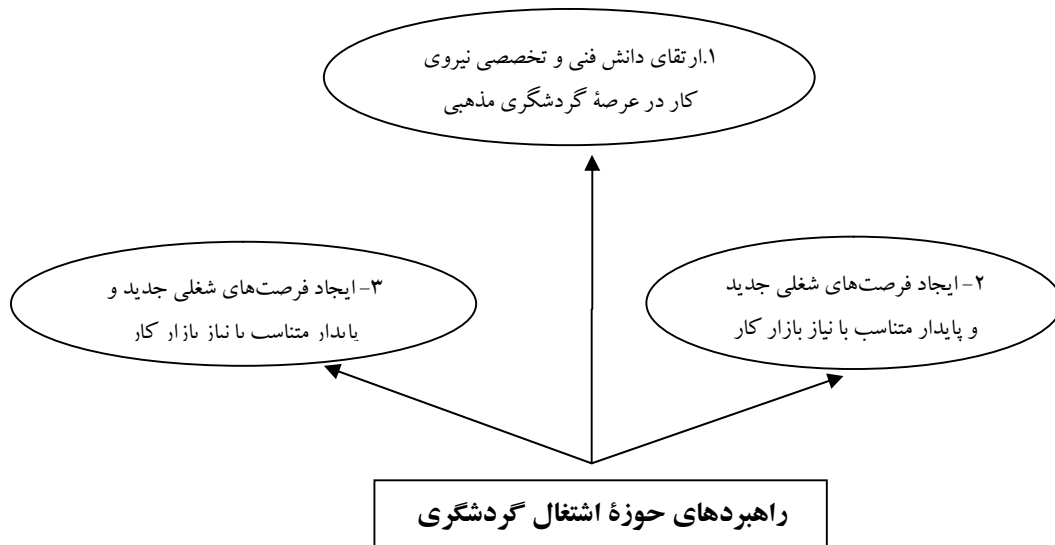 ۱.ارتقای دانش فنی و تخصصی نیروی
کار در عرصهٔ گردشگری مذهبی
۲- ایجاد فرصت‌های شغلی جدید
و پایدار متناسب با نیاز بازار کار
۳- ایجاد فرصت‌های شغلی جدید و
پایدار متناسب با نیاز بازار کار
راهبردهای حوزهٔ اشتغال گردشگری